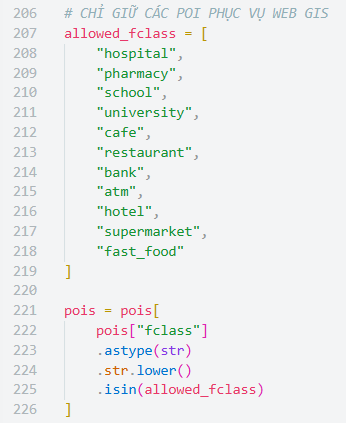 206 # CHỈ GIỮ CÁC POI PHỤC VỤ WEB GIS
207 allowed_fclass = [
208     "hospital",
209     "pharmacy",
210     "school",
211     "university",
212     "cafe",
213     "restaurant",
214     "bank",
215     "atm",
216     "hotel",
217     "supermarket",
218     "fast_food"
219 ]
220
221 pois = pois[
222     pois["fclass"]
223     .astype(str)
224     .str.lower()
225     .isin(allowed_fclass)
226 ]